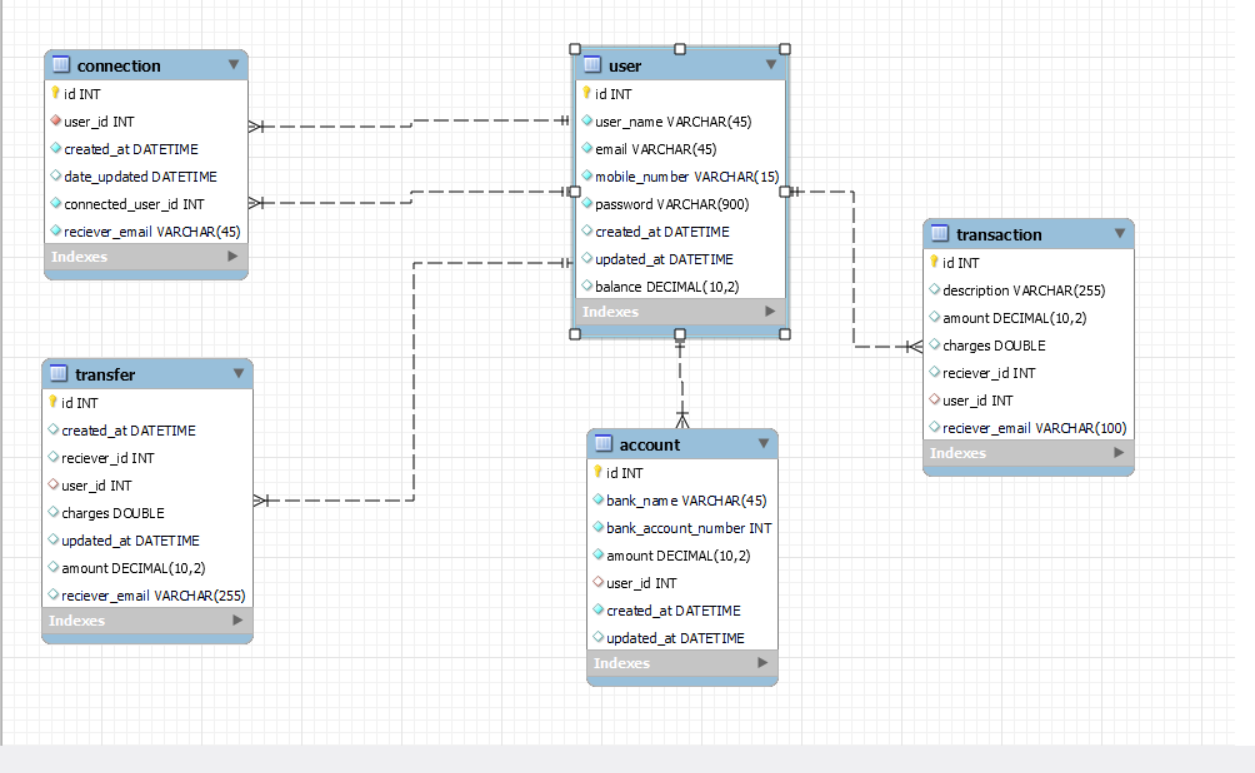 connection
id INT
user_id INT
created_at DATETIME
date_updated DATETIME
connected_user_id INT
reciever_email VARCHAR(45)
Indexes
user
id INT
user_name VARCHAR(45)
email VARCHAR(45)
mobile_number VARCHAR(15)
password VARCHAR(900)
created_at DATETIME
updated_at DATETIME
balance DECIMAL(10,2)
Indexes
transaction
id INT
description VARCHAR(255)
amount DECIMAL(10,2)
charges DOUBLE
reciever_id INT
user_id INT
reciever_email VARCHAR(100)
Indexes
transfer
id INT
created_at DATETIME
reciever_id INT
user_id INT
charges DOUBLE
updated_at DATETIME
amount DECIMAL(10,2)
reciever_email VARCHAR(255)
Indexes
account
id INT
bank_name VARCHAR(45)
bank_account_number INT
amount DECIMAL(10,2)
user_id INT
created_at DATETIME
updated_at DATETIME
Indexes